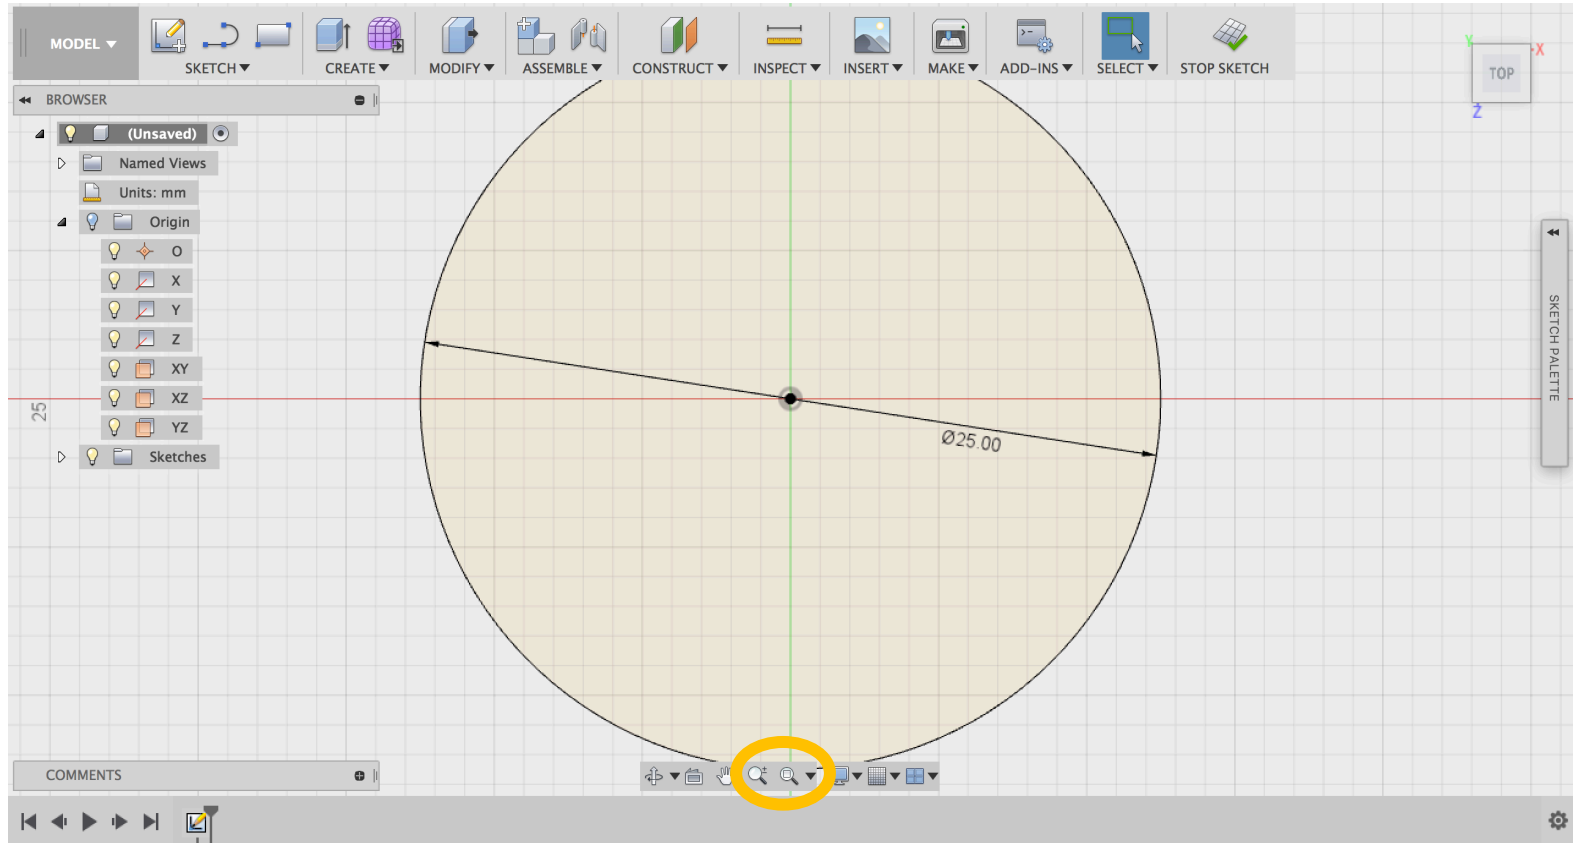 MODEL
SKETCH
CREATE
MODIFY
ASSEMBLE
CONSTRUCT
INSPECT
INSERT
MAKE
ADD-INS
SELECT
STOP SKETCH
Y
X
TOP
Z
BROWSER
(Unsaved)
Named Views
Units: mm
Origin
O
X
Y
Z
XY
XZ
YZ
Sketches
25
Ø25.00
SKETCH PALETTE
COMMENTS